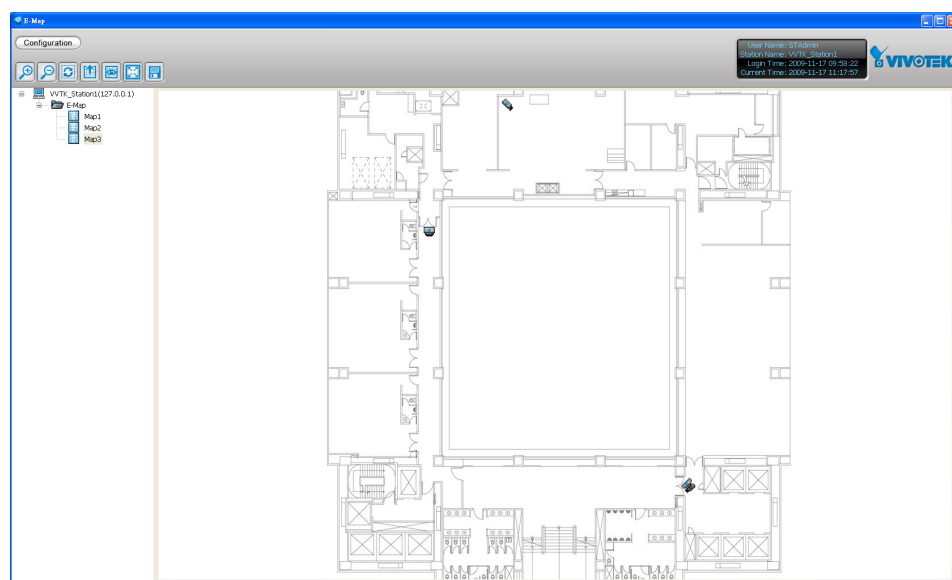 E-Map
Configuration
User Name: STAdmin
Station Name: VVTK_Station1
Login Time: 2009-11-17 09:58:22
Current Time: 2009-11-17 11:17:57
VIVOTEK
VVTK_Station1(127.0.0.1)
E-Map
Map1
Map2
Map3